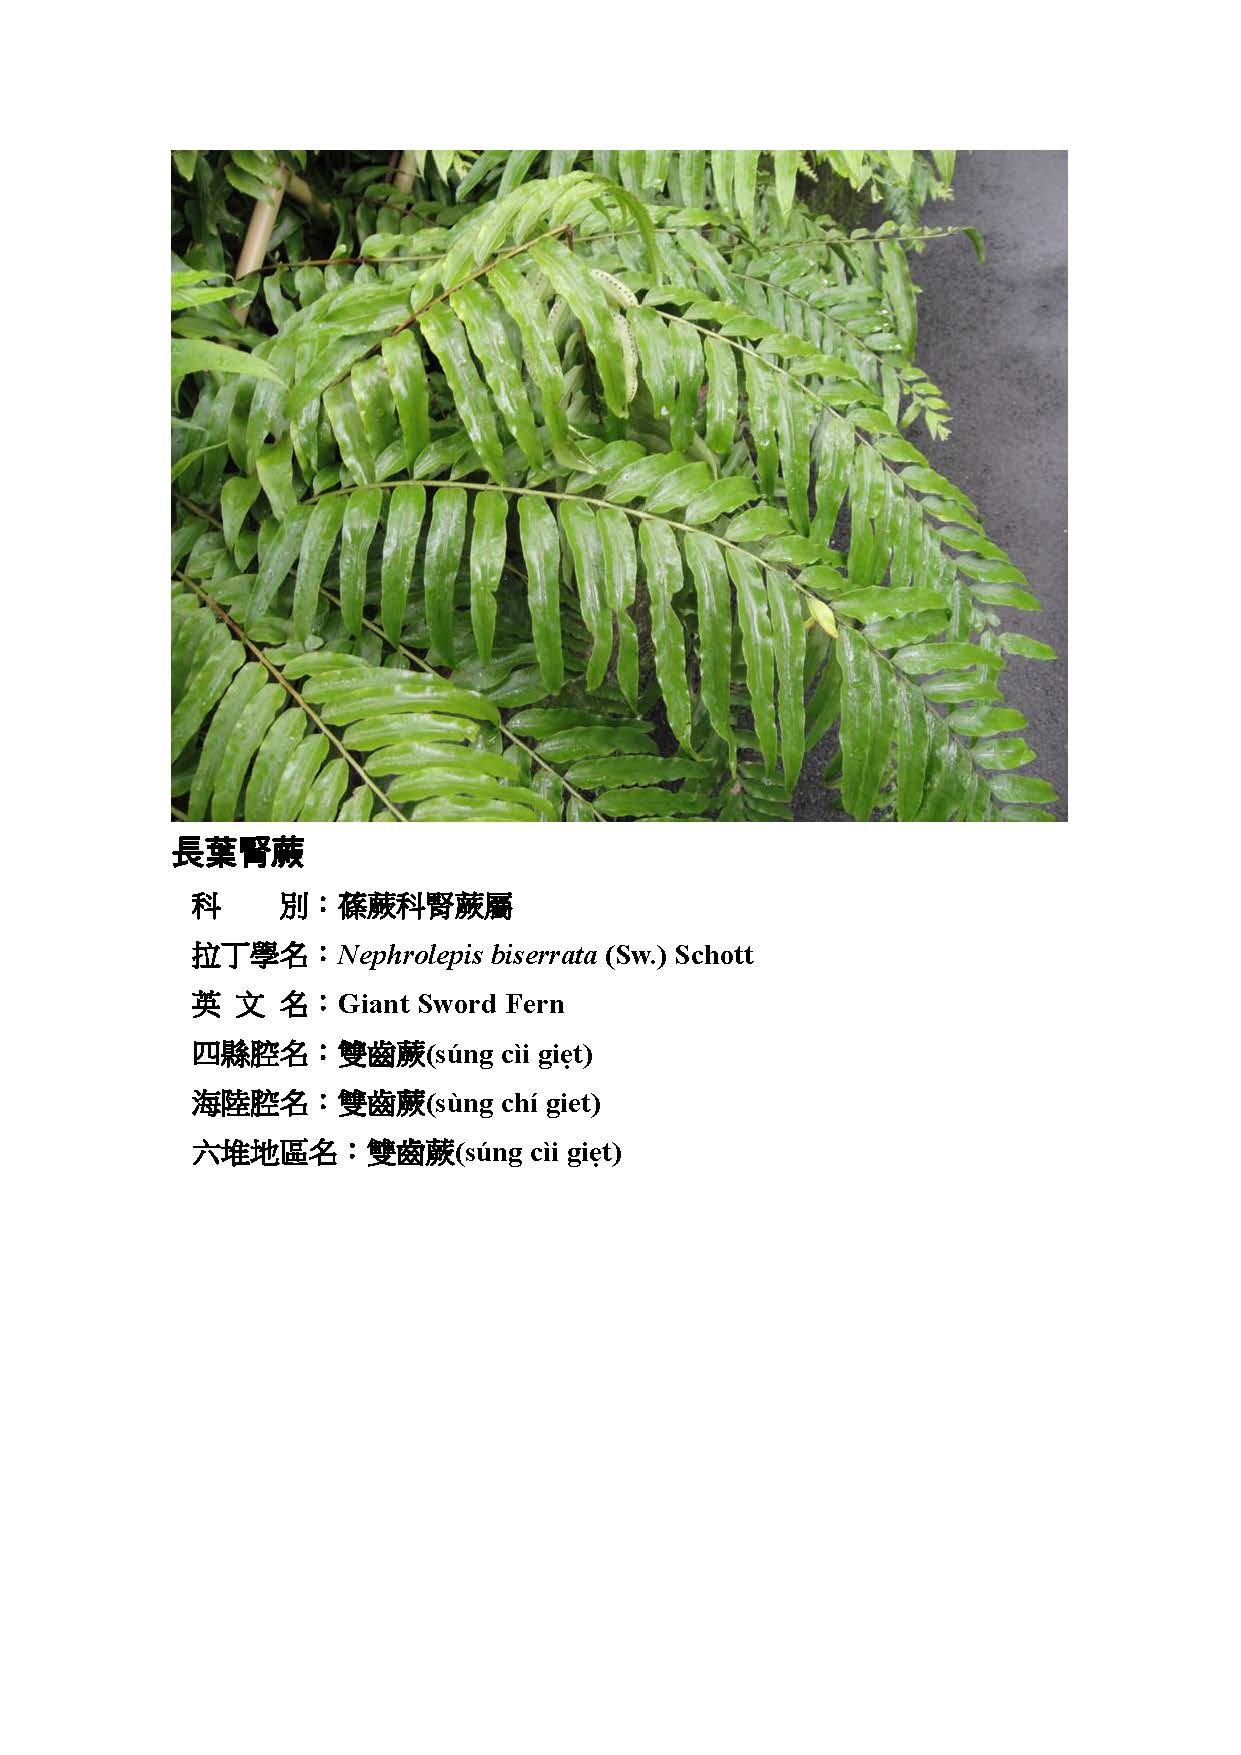 長葉腎蕨
科　　別：蓧蕨科腎蕨屬
拉丁學名：Nephrolepis biserrata (Sw.) Schott
英 文 名：Giant Sword Fern
四縣腔名：雙齒蕨(súng cìi giẹt)
海陸腔名：雙齒蕨(sùng chí giet)
六堆地區名：雙齒蕨(súng cìi giẹt)